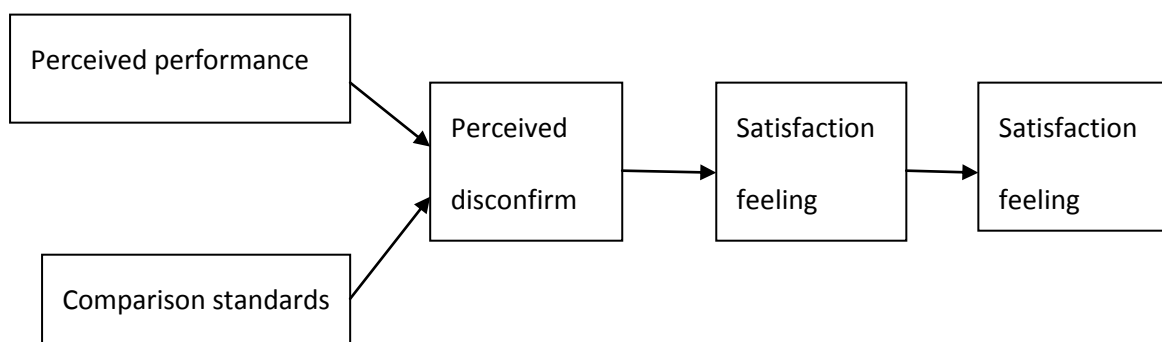 Perceived performance
Perceived
disconfirm
Satisfaction
feeling
Satisfaction
feeling
Comparison standards